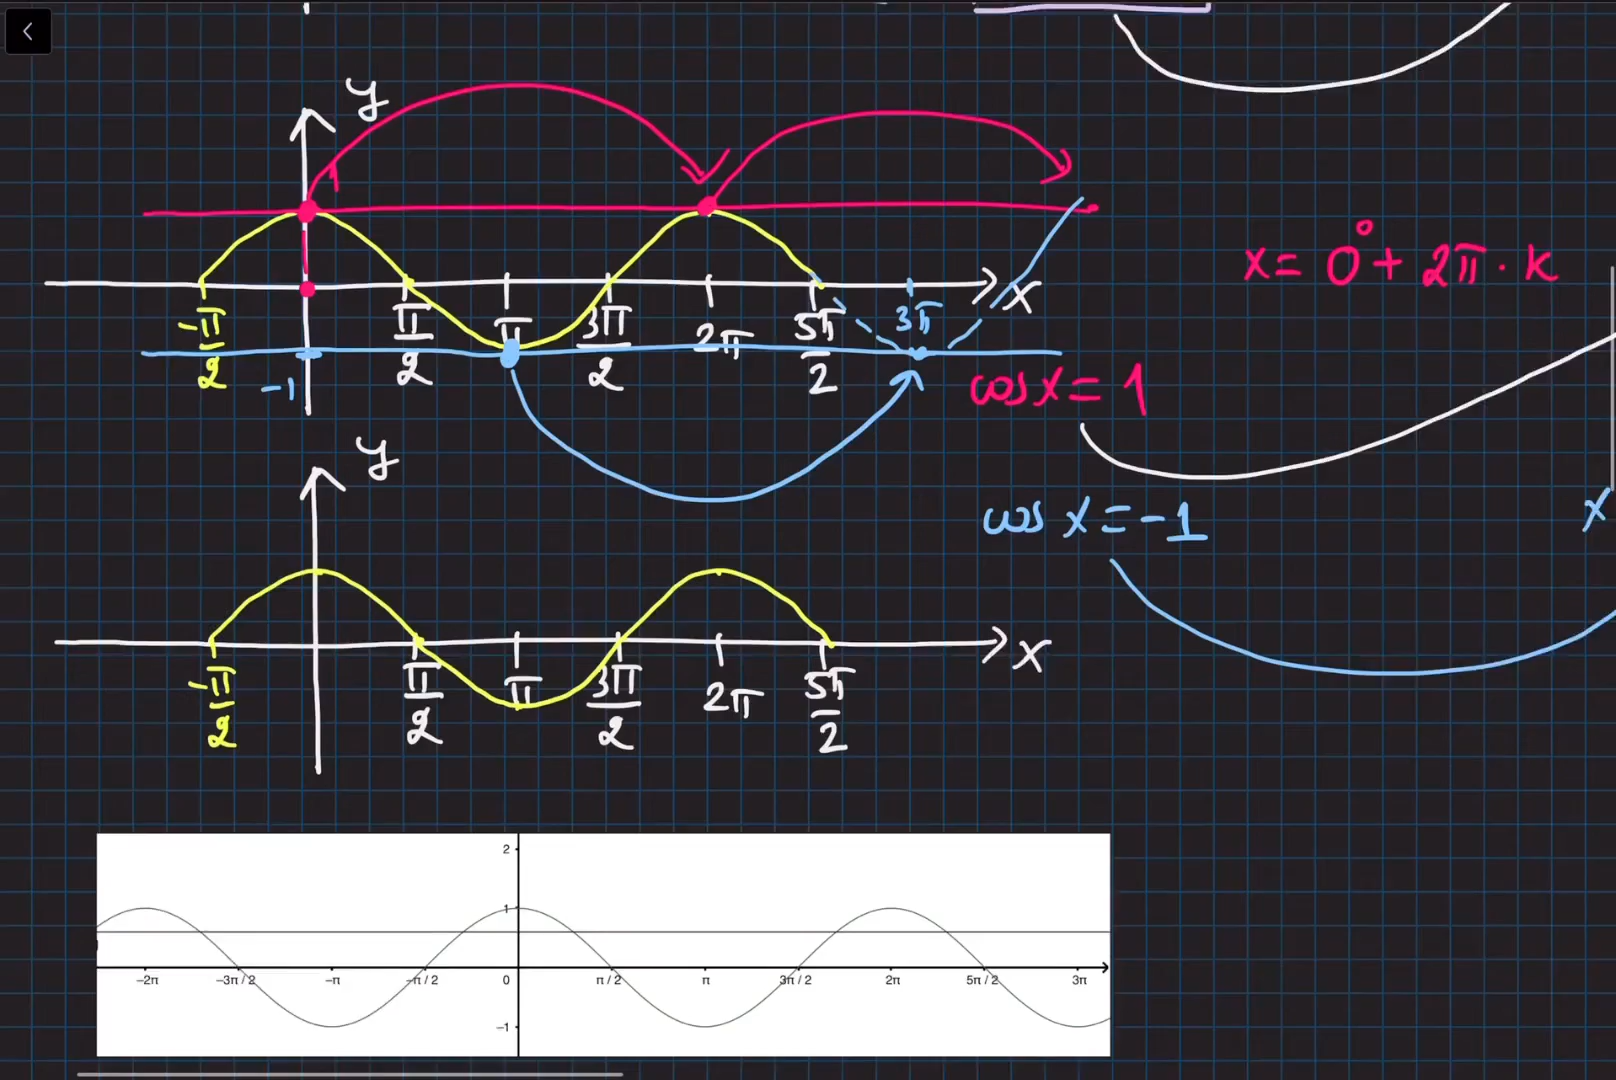 y
1
x = 0° + 2π · k
x
-π/2
π/2
π
3π/2
2π
5π/2
3π
-1
cos x = 1
y
cos x = -1
x
x
-π/2
π/2
π
3π/2
2π
5π/2
2
1
−2π −3π / 2 −π −π / 2 0 π / 2 π 3π / 2 2π 5π / 2 3π
−1